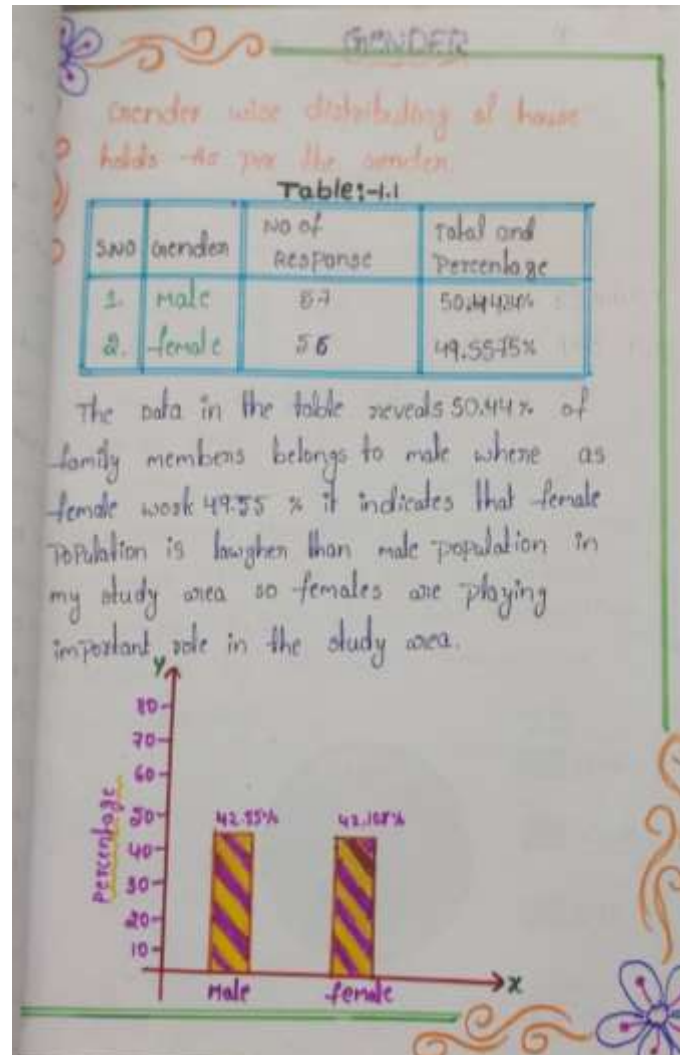 GENDER
Gender wise distributing of house
holds As per the gender.
Table:-1.1
S.NO Gender No of Response Total and Percentage
1. Male 57 50.4424%
2. female 56 49.5575%
The Data in the table reveals 50.44% of
family members belongs to male where as
female work 49.55 % it indicates that female
Population is lawgher than male population in
my study area so females are playing
important role in the study area.
Y
80
70
60
50
40
30
20
10
Percentage
42.55% 42.168%
Male female
X